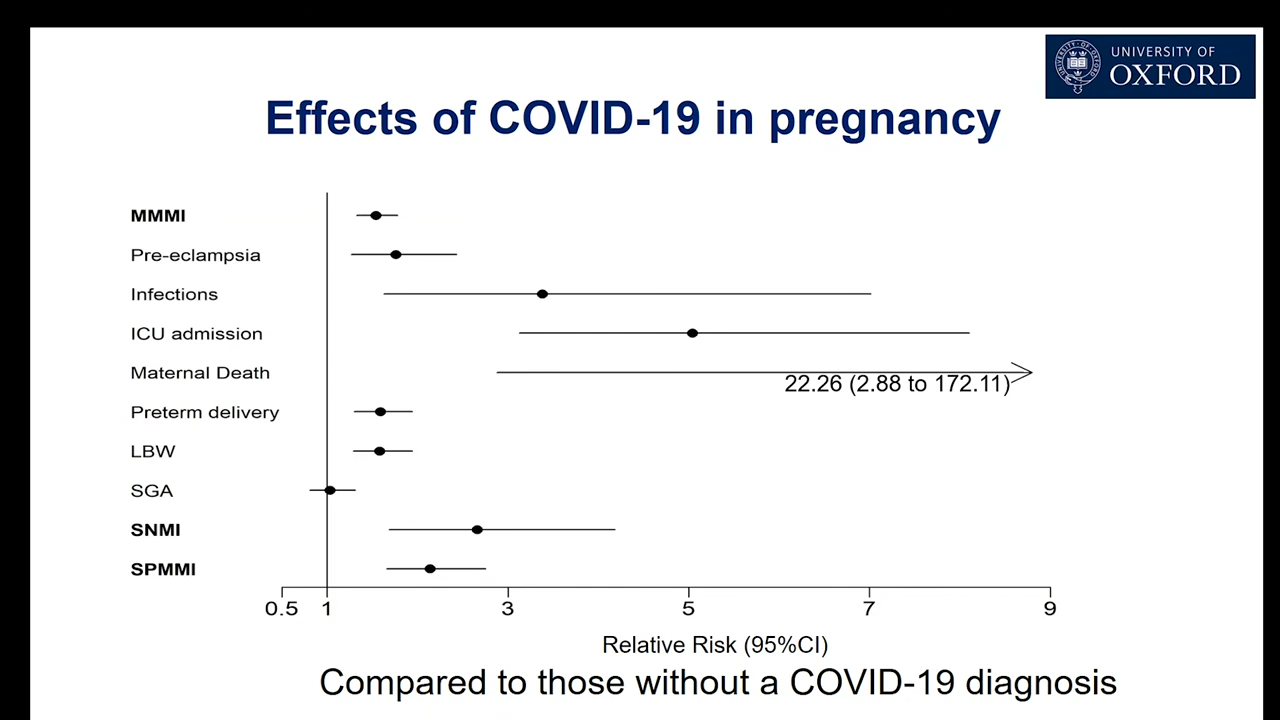 UNIVERSITY OF
OXFORD
Effects of COVID-19 in pregnancy
MMMI
Pre-eclampsia
Infections
ICU admission
Maternal Death
22.26 (2.88 to 172.11)
Preterm delivery
LBW
SGA
SNMI
SPMMI
0.5 1 3 5 7 9
Relative Risk (95%CI)
Compared to those without a COVID-19 diagnosis